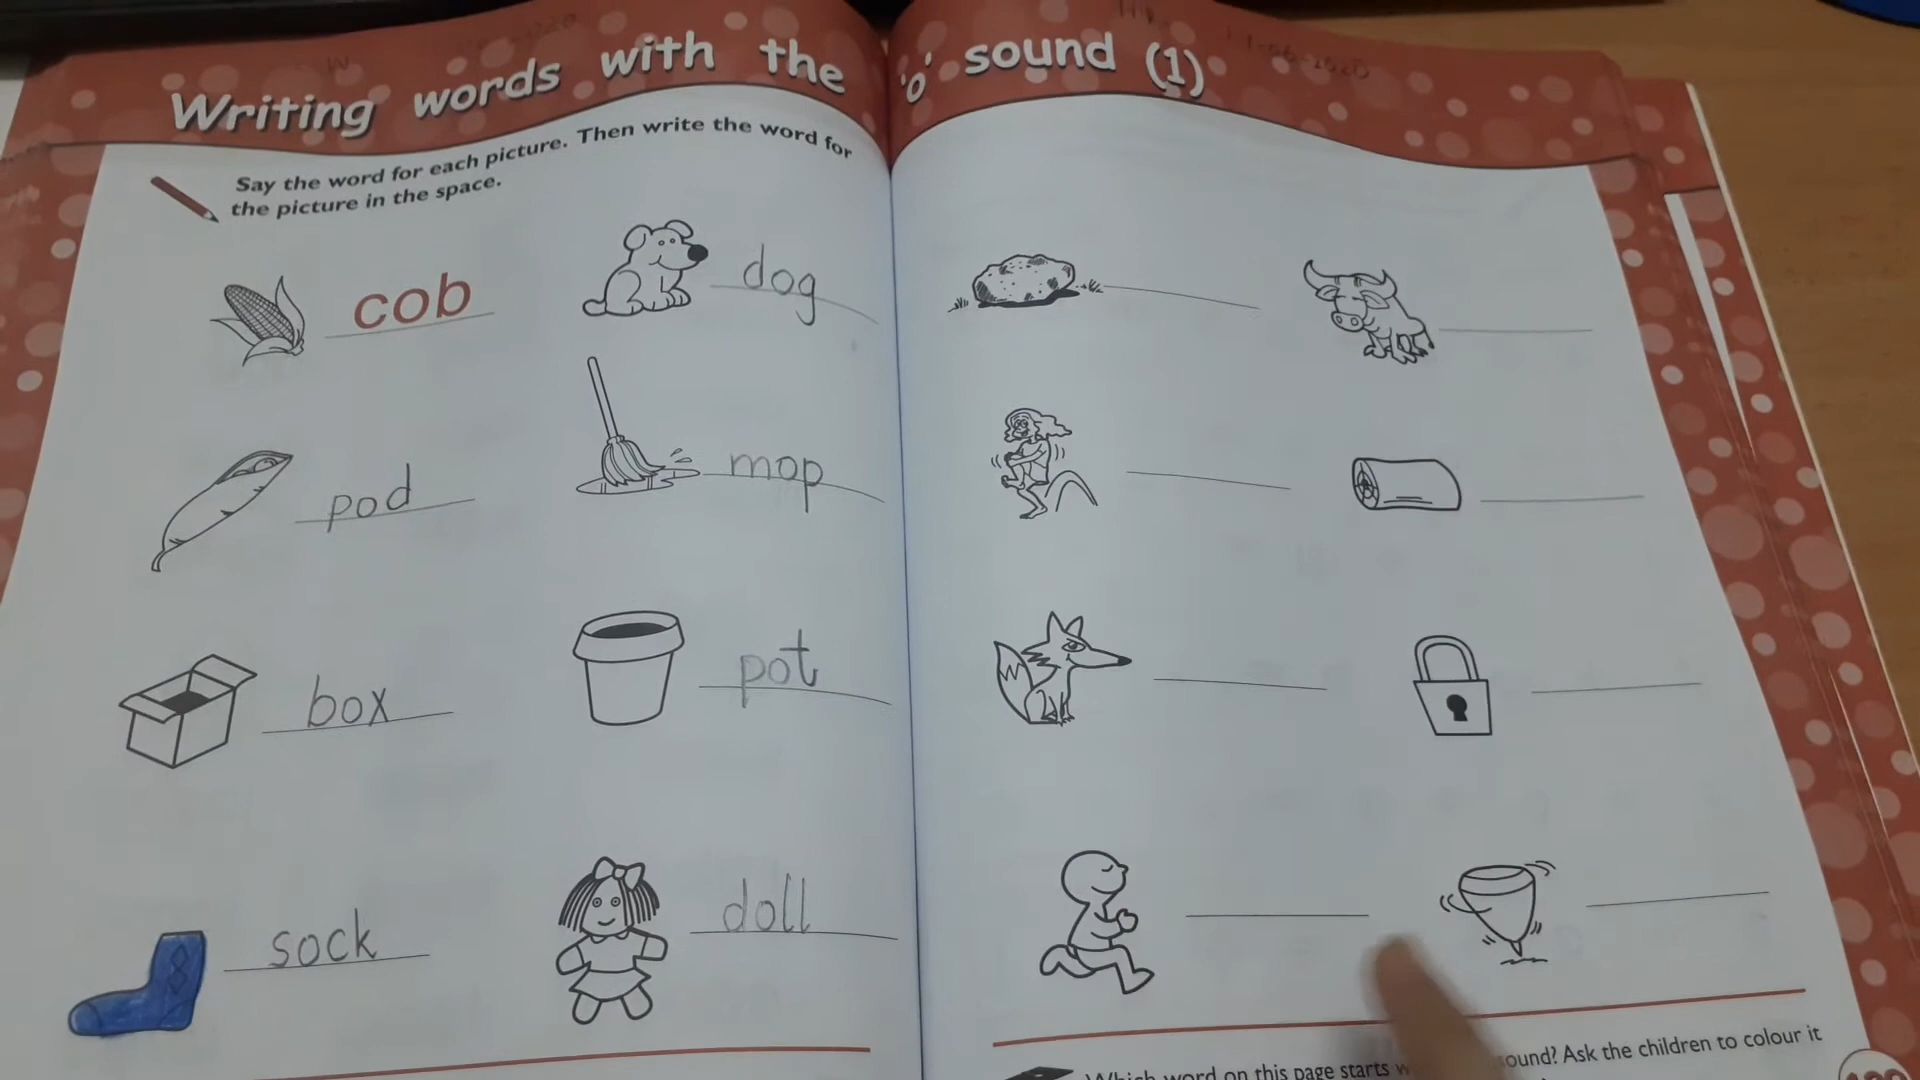 Writing words with the 'o' sound (1)
Say the word for each picture. Then write the word for
the picture in the space.
cob
dog
pod
mop
box
pot
sock
doll
Which word on this page starts sound? Ask the children to colour it